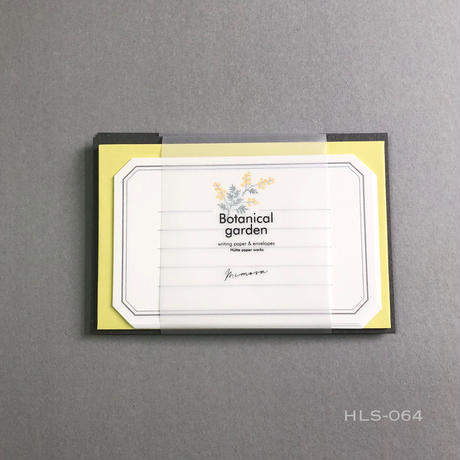 Botanical
garden
writing paper & envelopes
Hütte paper works
Mimosa
HLS-064